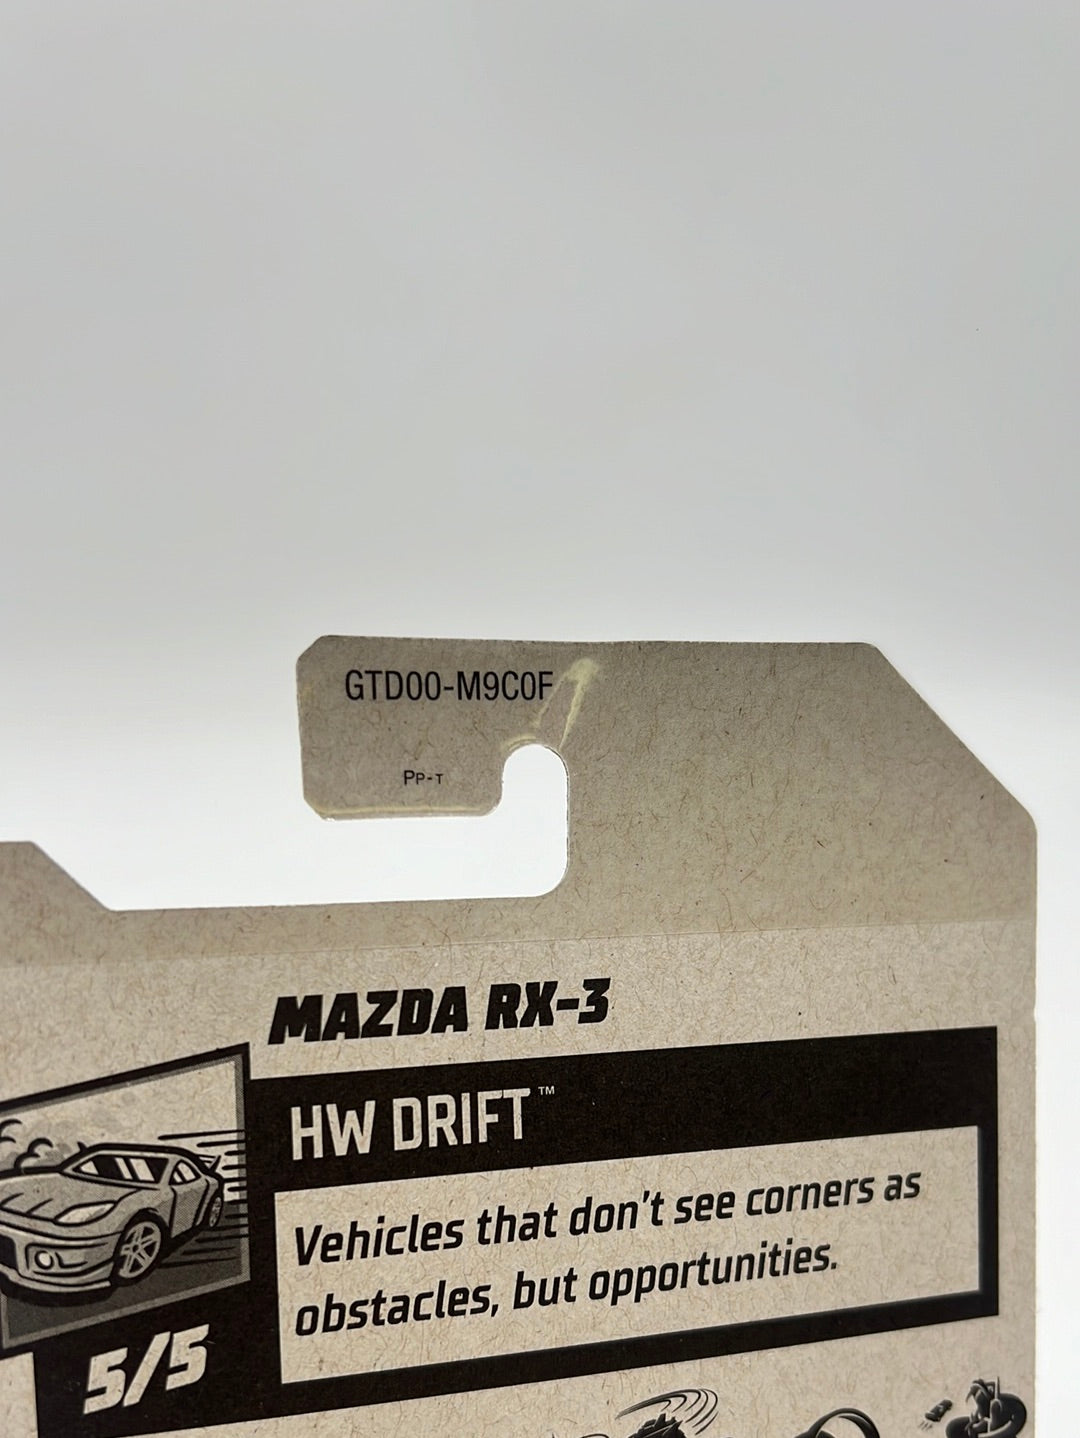 GTD00-M9C0F
PP-T
MAZDA RX-3
HW DRIFT™
Vehicles that don't see corners as
obstacles, but opportunities.
5/5